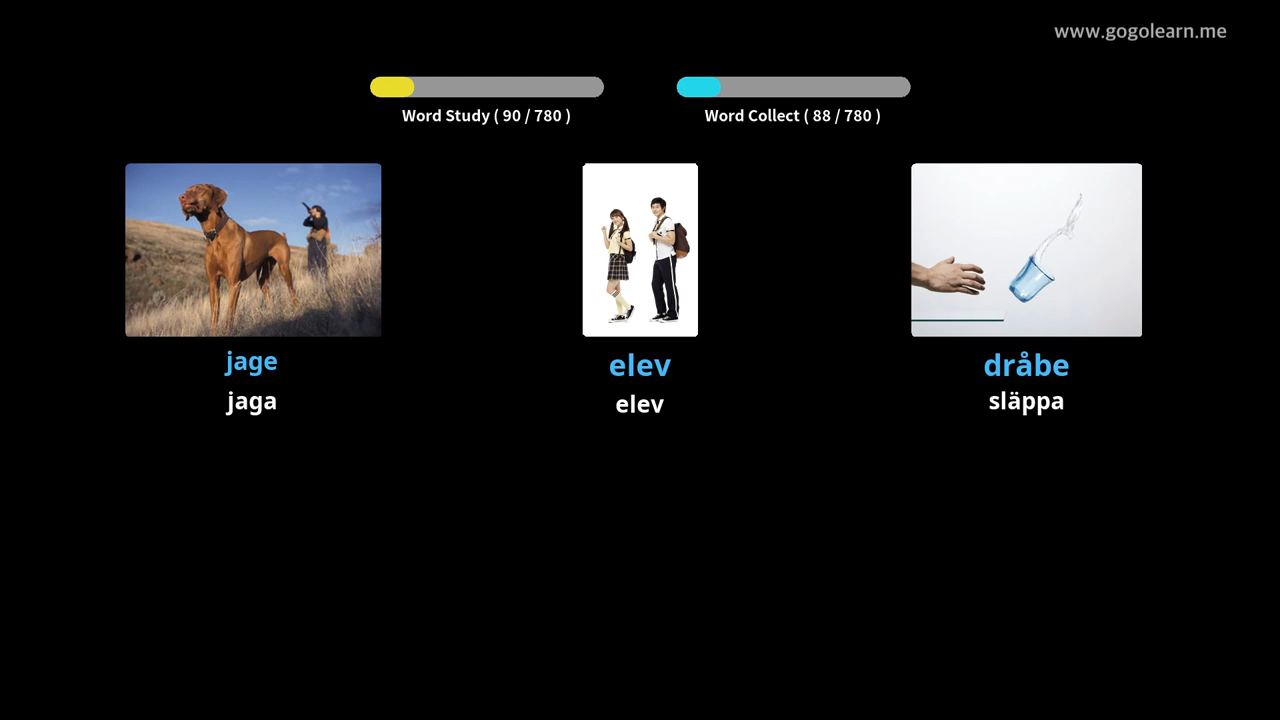 www.gogolearn.me
Word Study ( 90 / 780 )
Word Collect ( 88 / 780 )
jage
jaga
elev
elev
dråbe
släppa